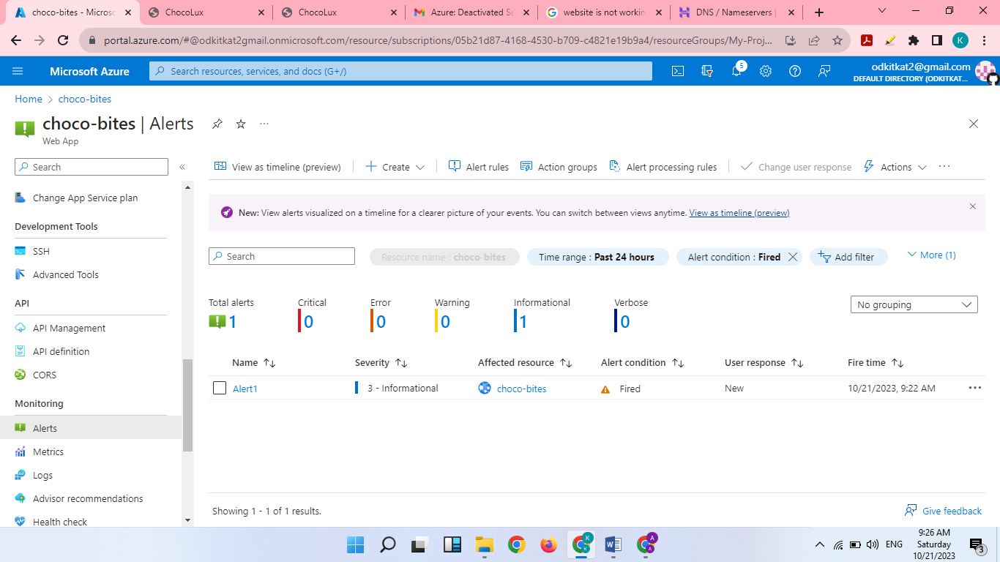 choco-bites - Microsc
ChocoLux
ChocoLux
Azure: Deactivated Se
website is not workin
DNS / Nameservers |
portal.azure.com/#@odkitkat2gmail.onmicrosoft.com/resource/subscriptions/05b21d87-4168-4530-b709-c4821e19b9a4/resourceGroups/My-Proj...
K
Microsoft Azure
Search resources, services, and docs (G+/)
5
odkitkat2@gmail.com
DEFAULT DIRECTORY (ODKITKAT2...
Home > choco-bites
choco-bites | Alerts
Web App
Search
Change App Service plan
Development Tools
SSH
Advanced Tools
API
API Management
API definition
CORS
Monitoring
Alerts
Metrics
Logs
Advisor recommendations
Health check
View as timeline (preview)
Create
Alert rules
Action groups
Alert processing rules
Change user response
Actions
New: View alerts visualized on a timeline for a clearer picture of your events. You can switch between views anytime. View as timeline (preview)
Search
Resource name : choco-bites
Time range : Past 24 hours
Alert condition : Fired
Add filter
More (1)
Total alerts Critical Error Warning Informational Verbose
1 0 0 0 1 0
No grouping
Name Severity Affected resource Alert condition User response Fire time
Alert1 3 - Informational choco-bites Fired New 10/21/2023, 9:22 AM
Showing 1 - 1 of 1 results.
Give feedback
K
K
A
A
ENG
9:26 AM
Saturday
10/21/2023
3